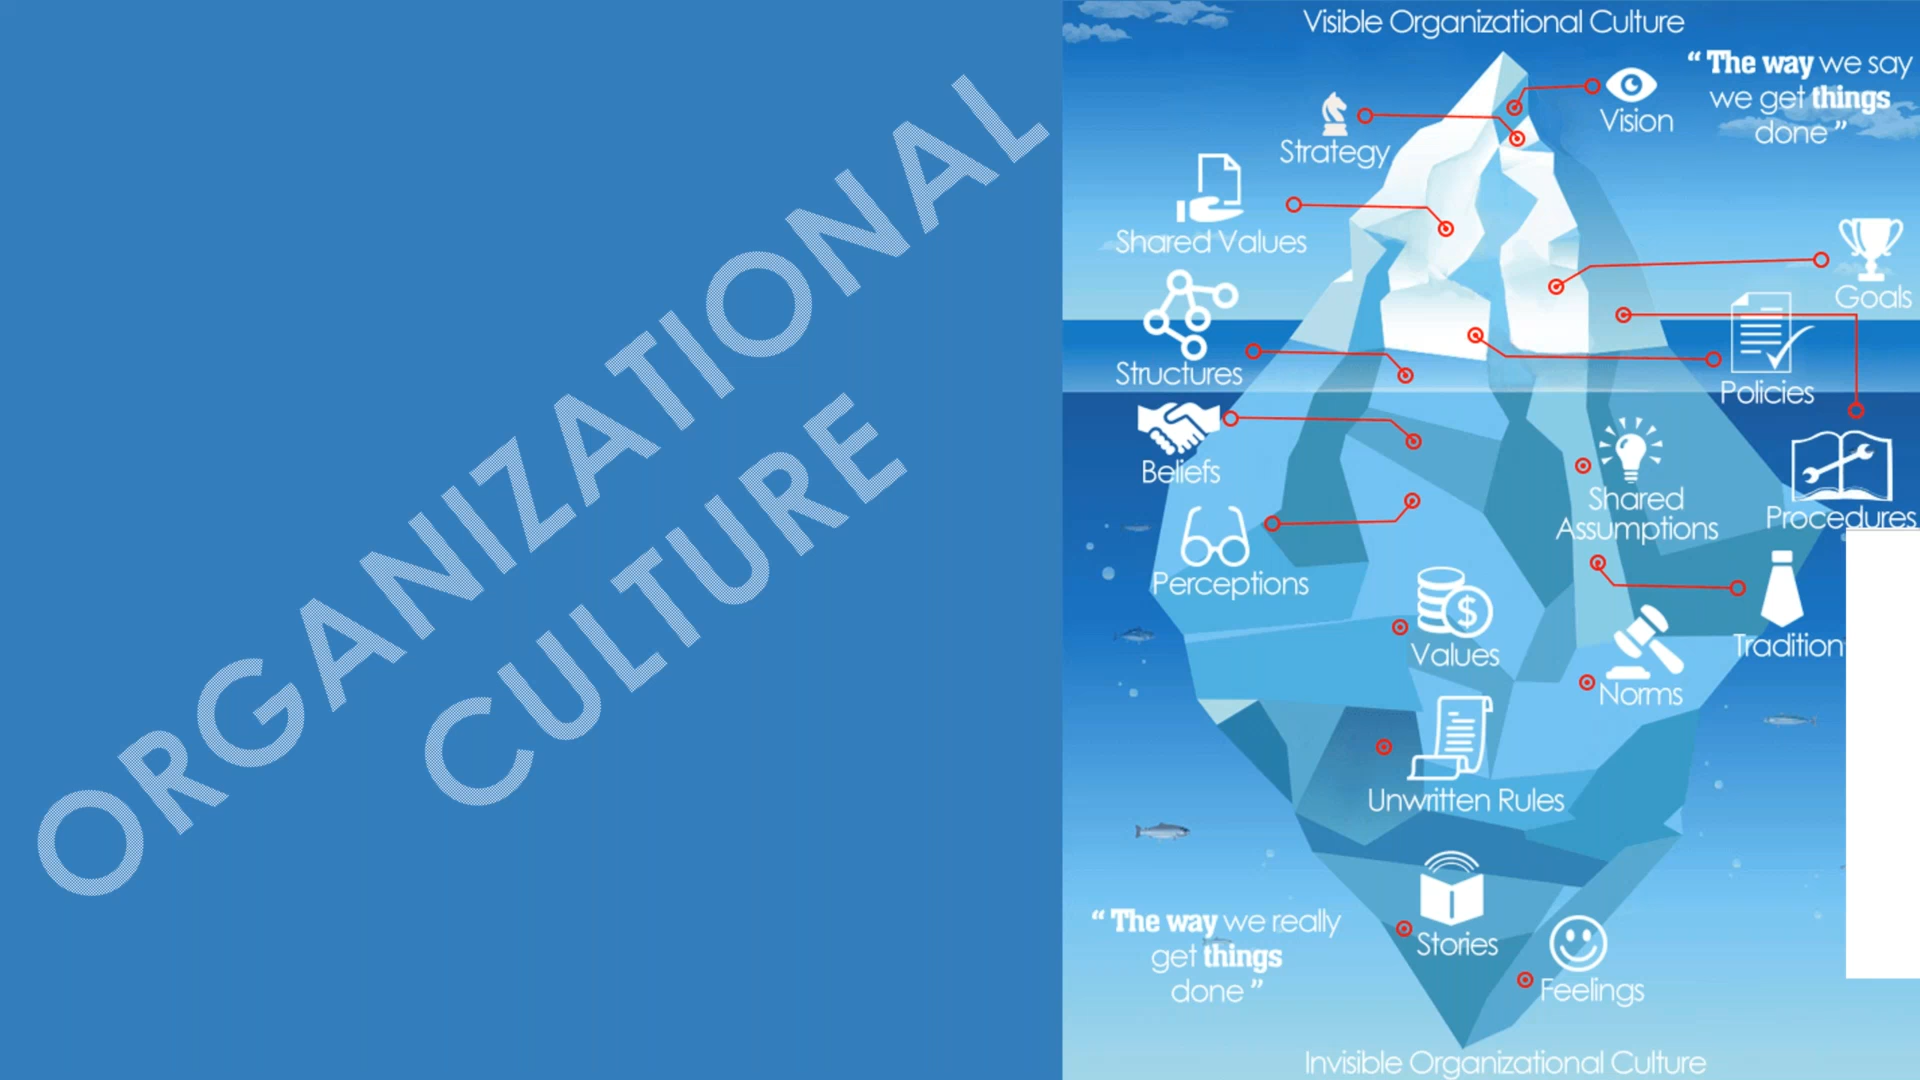 ORGANIZATIONAL
CULTURE
Visible Organizational Culture
“ The way we say
we get things
done ”
Vision
Strategy
Shared Values
Goals
Structures
Policies
Beliefs
Shared
Assumptions
Procedures
Perceptions
Tradition
Values
Norms
Unwritten Rules
Stories
Feelings
“ The way we really
get things
done ”
Invisible Organizational Culture